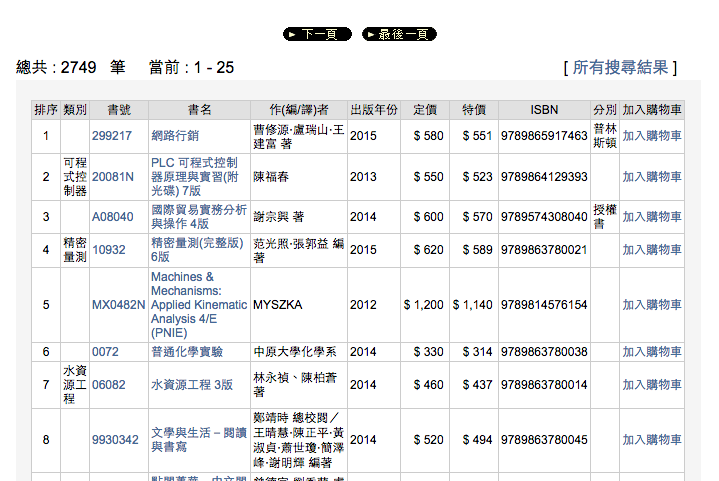 下一頁 最後一頁
總共 : 2749 筆 當前 : 1 - 25 [ 所有搜尋結果 ]
排序 類別 書號 書名 作(編/譯)者 出版年份 定價 特價 ISBN 分別 加入購物車
1 299217 網路行銷 曹修源‧盧瑞山‧王建富 著 2015 $ 580 $ 551 9789865917463 普林斯頓 加入購物車
2 可程式控制器 20081N PLC 可程式控制器原理與實習(附光碟) 7版 陳福春 2013 $ 550 $ 523 9789864129393 加入購物車
3 A08040 國際貿易實務分析與操作 4版 謝宗興 著 2014 $ 600 $ 570 9789574308040 授權書 加入購物車
4 精密量測 10932 精密量測(完整版) 6版 范光照‧張郭益 編著 2015 $ 620 $ 589 9789863780021 加入購物車
5 MX0482N Machines & Mechanisms: Applied Kinematic Analysis 4/E (PNIE) MYSZKA 2012 $ 1,200 $ 1,140 9789814576154 加入購物車
6 0072 普通化學實驗 中原大學化學系 2014 $ 330 $ 314 9789863780038 加入購物車
7 水資源工程 06082 水資源工程 3版 林永禎、陳柏蒼 著 2014 $ 460 $ 437 9789863780014 加入購物車
8 9930342 文學與生活－閱讀與書寫 鄭靖時 總校閱／王晴慧‧陳正平‧黃淑貞‧蕭世瓊‧簡澤峰‧謝明輝 編著 2014 $ 520 $ 494 9789863780045 加入購物車